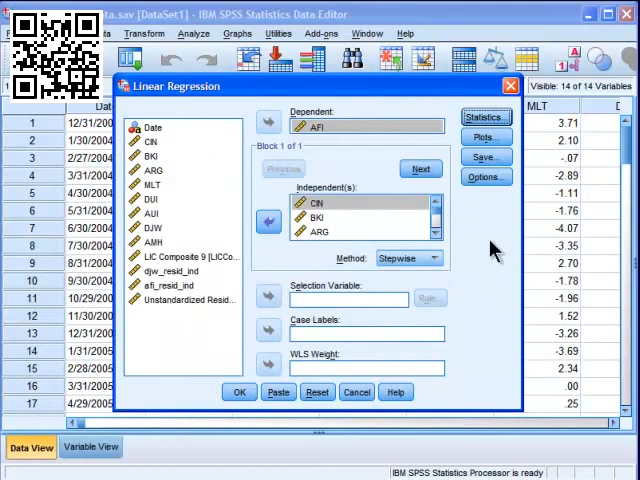 ta.sav [DataSet1] - IBM SPSS Statistics Data Editor
Transform Analyze Graphs Utilities Add-ons Window Help
Visible: 14 of 14 Variables
Linear Regression
Date
CIN
BKI
ARG
MLT
DUI
AUI
DJW
AMH
LIC Composite 9 [LICCo...
djw_resid_ind
afi_resid_ind
Unstandardized Resid...
Dependent:
AFI
Block 1 of 1
Previous
Next
Independent(s):
CIN
BKI
ARG
Method: Stepwise
Selection Variable:
Rule...
Case Labels:
WLS Weight:
Statistics...
Plots...
Save...
Options...
OK Paste Reset Cancel Help
Dat MLT D
1 12/31/200 3.71
2 1/30/2004 2.10
3 2/27/2004 -.07
4 3/31/2004 -2.89
5 4/30/2004 -1.11
6 5/31/2004 -1.76
7 6/30/2004 -4.07
8 7/30/2004 -3.35
9 8/31/2004 2.70
10 9/30/2004 -1.78
11 10/29/200 -1.96
12 11/30/200 1.52
13 12/31/200 -3.26
14 1/31/2005 -3.69
15 2/28/2005 2.34
16 3/31/2005 .00
17 4/29/2005 .25
Data View Variable View
IBM SPSS Statistics Processor is ready